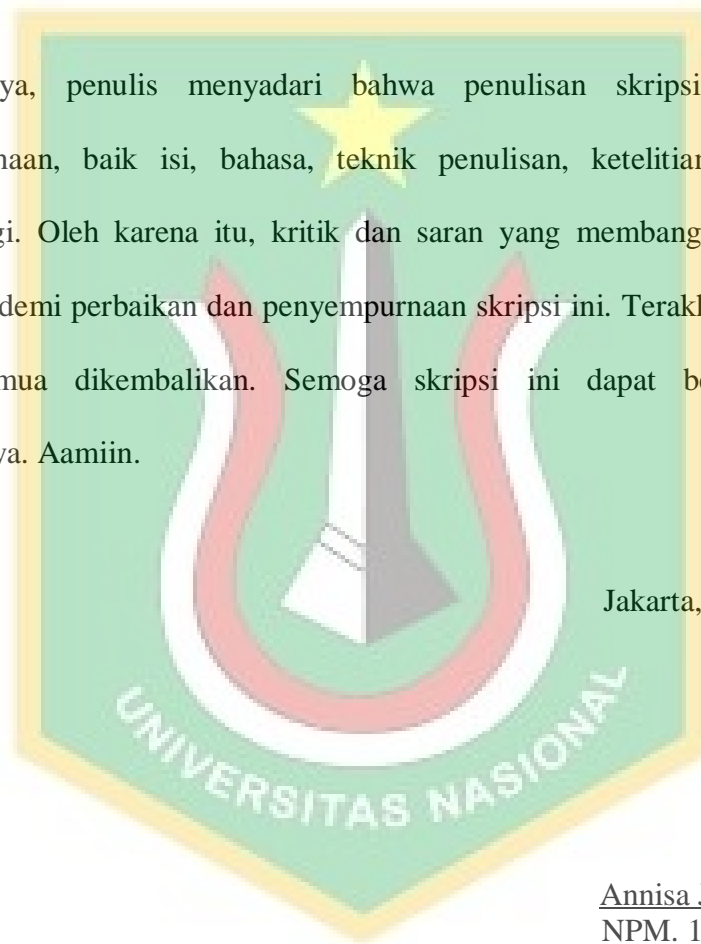 ya, penulis menyadari bahwa penulisan skripsi
naan, baik isi, bahasa, teknik penulisan, ketelitian
gi. Oleh karena itu, kritik dan saran yang membang
demi perbaikan dan penyempurnaan skripsi ini. Terakh
mua dikembalikan. Semoga skripsi ini dapat be
ya. Aamiin.
Jakarta,
UNIVERSITAS NASIONAL
Annisa J
NPM. 1